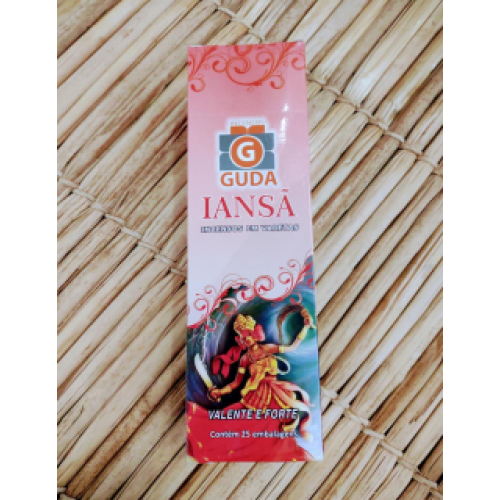 G
GUDA
IANSÃ
INCENSOS EM VARETAS
VALENTE E FORTE
Contém 25 embalagens